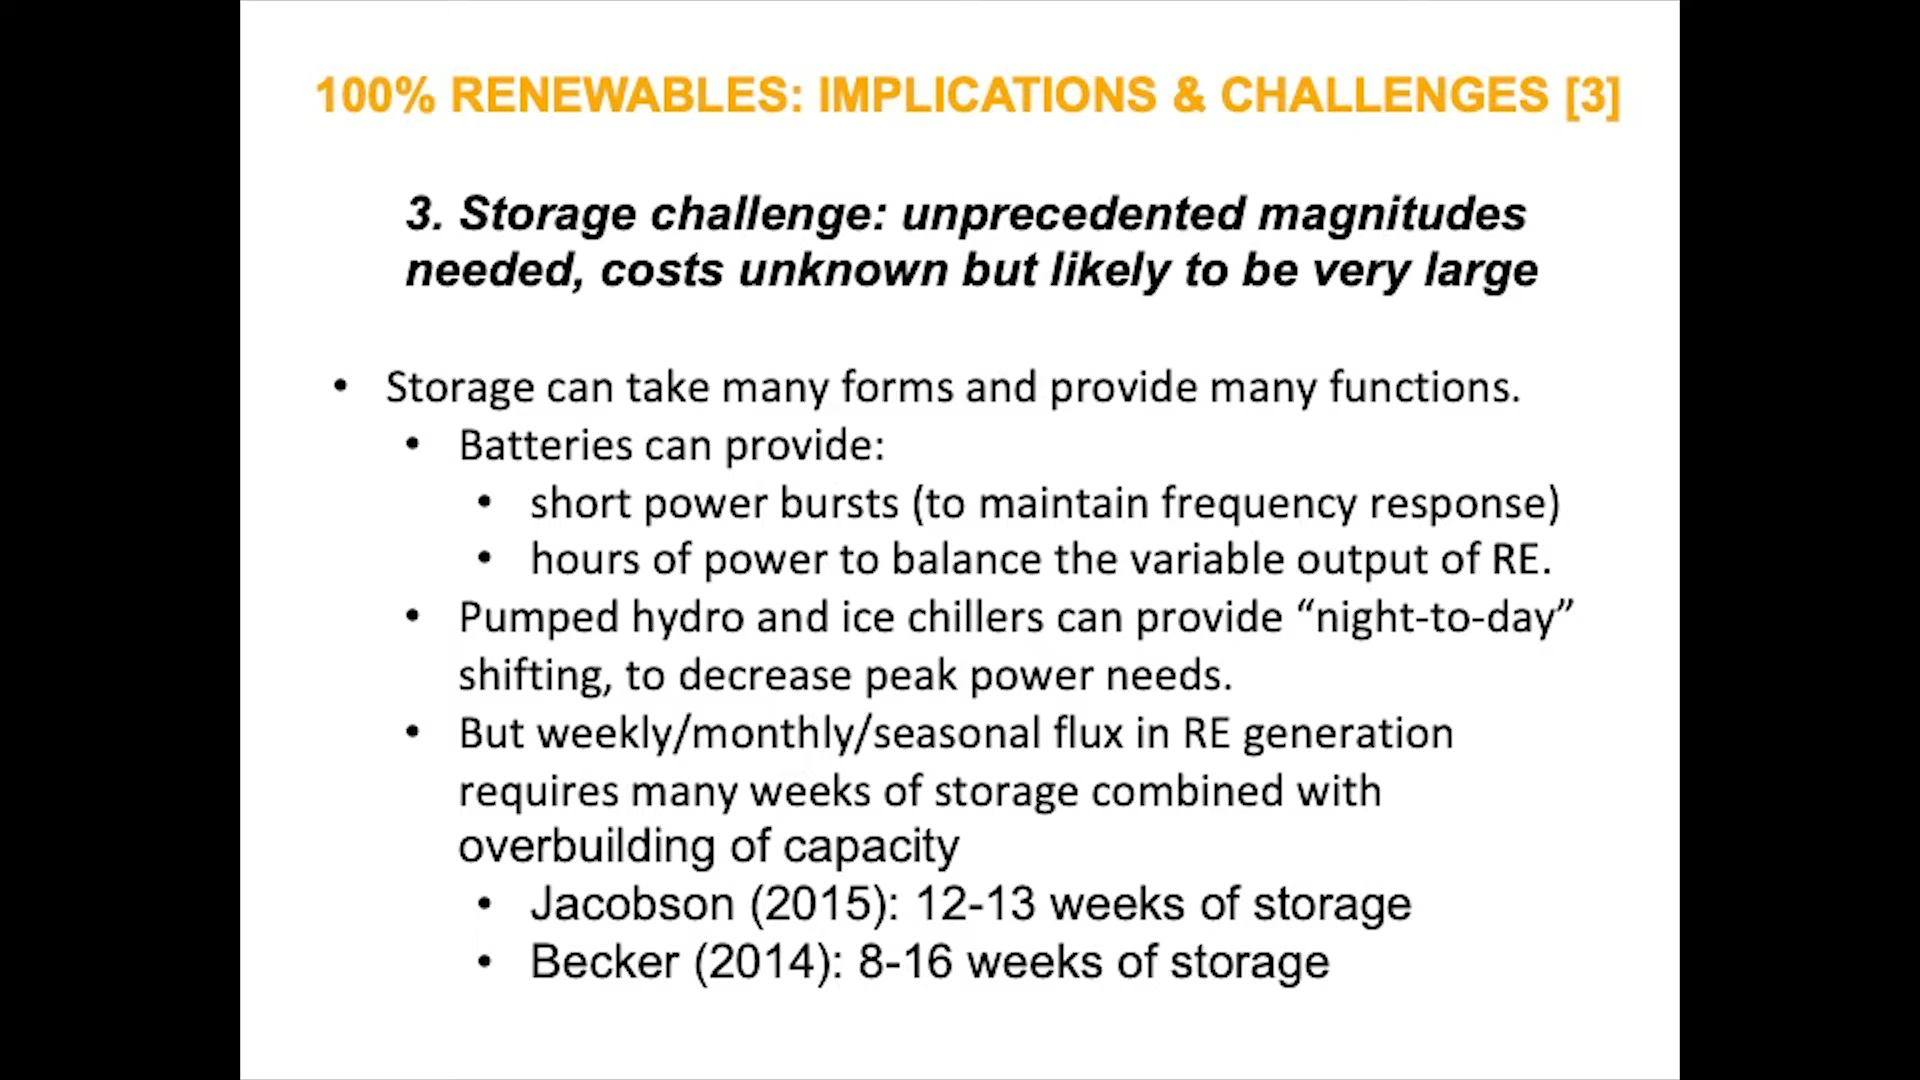 100% RENEWABLES: IMPLICATIONS & CHALLENGES [3]
3. Storage challenge: unprecedented magnitudes
needed, costs unknown but likely to be very large
• Storage can take many forms and provide many functions.
• Batteries can provide:
• short power bursts (to maintain frequency response)
• hours of power to balance the variable output of RE.
• Pumped hydro and ice chillers can provide “night-to-day”
shifting, to decrease peak power needs.
• But weekly/monthly/seasonal flux in RE generation
requires many weeks of storage combined with
overbuilding of capacity
• Jacobson (2015): 12-13 weeks of storage
• Becker (2014): 8-16 weeks of storage